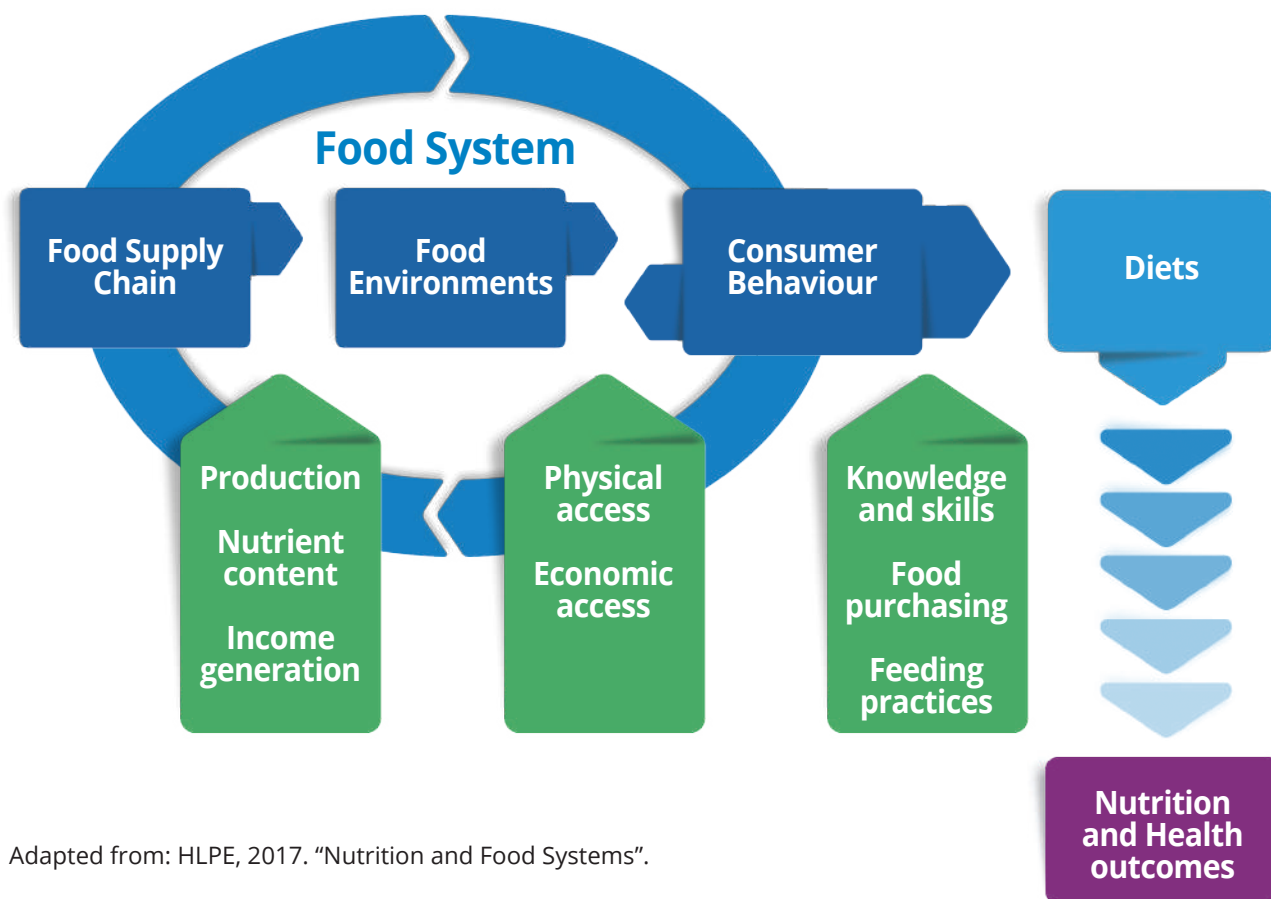 Food System
Food Supply
Chain
Food
Environments
Consumer
Behaviour
Diets
Production
Nutrient
content
Income
generation
Physical
access
Economic
access
Knowledge
and skills
Food
purchasing
Feeding
practices
Nutrition
and Health
outcomes
Adapted from: HLPE, 2017. “Nutrition and Food Systems”.